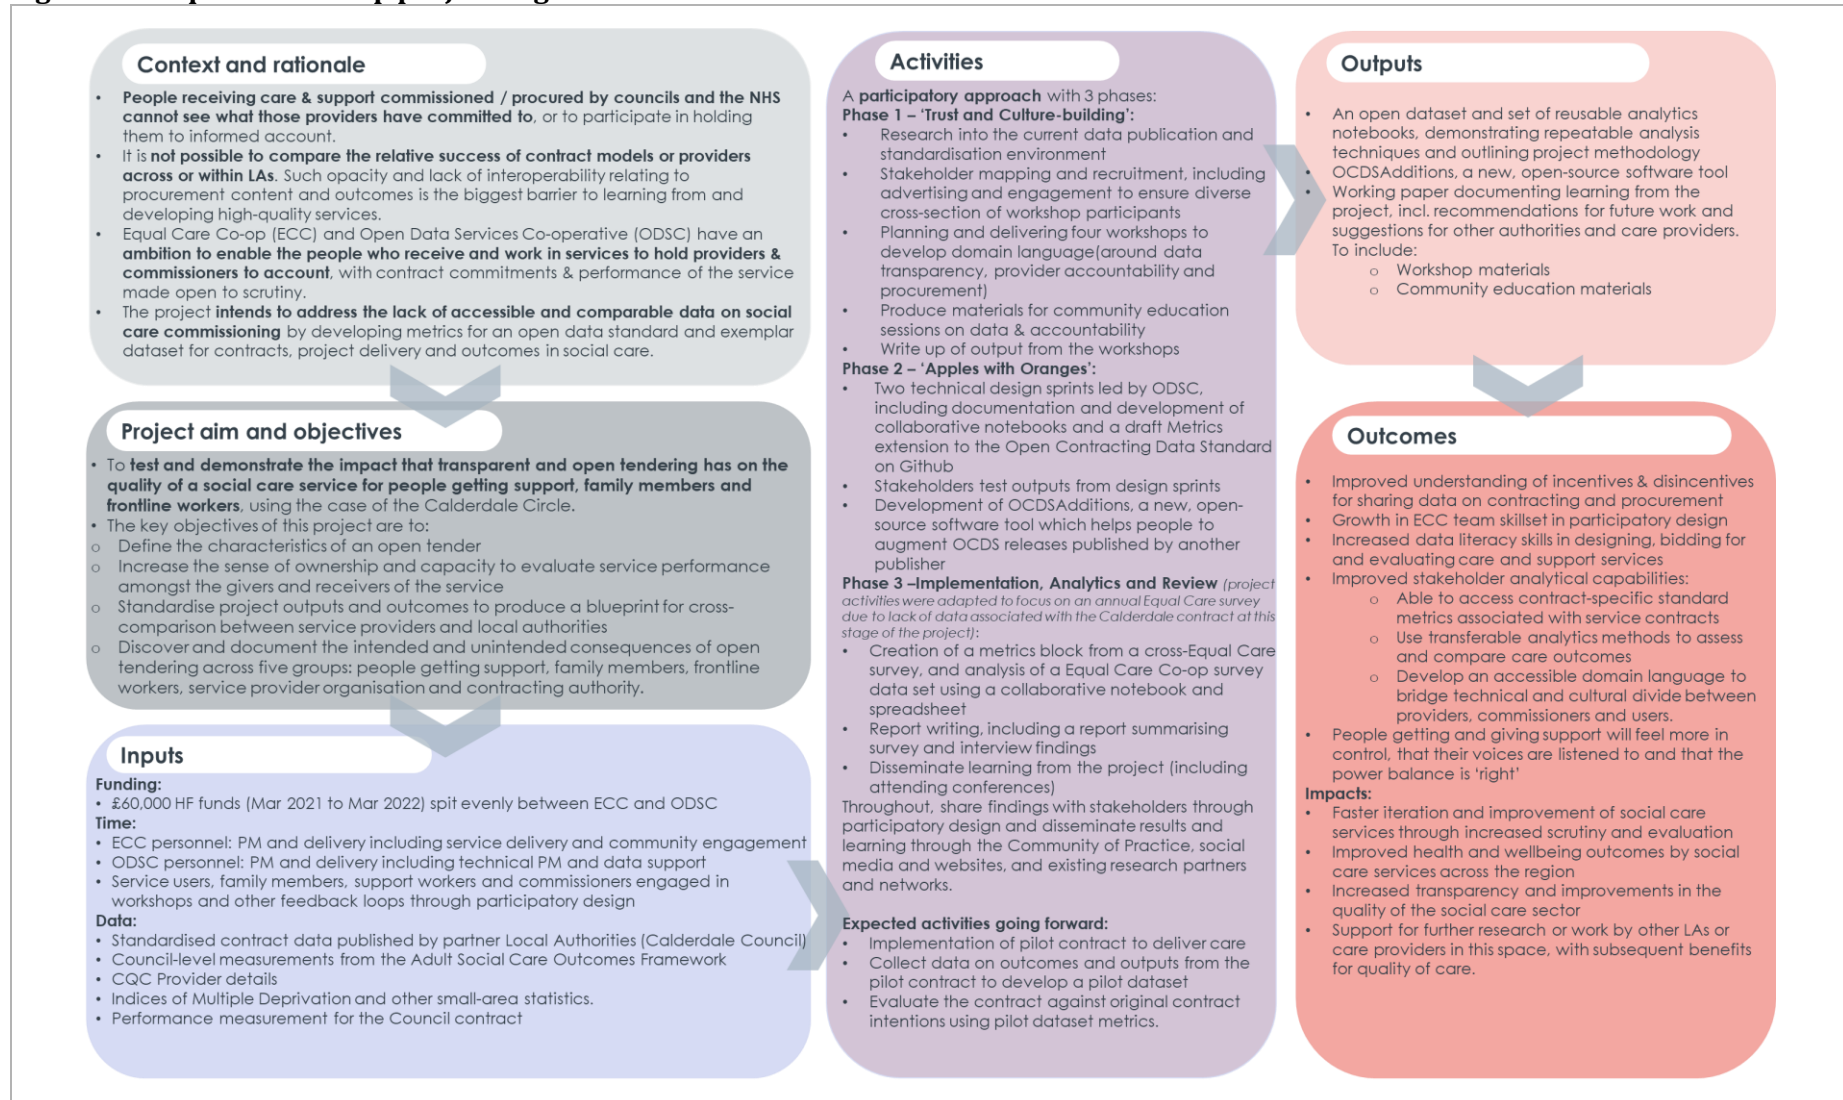 Context and rationale
• People receiving care & support commissioned / procured by councils and the NHS
cannot see what those providers have committed to, or to participate in holding
them to informed account.
• It is not possible to compare the relative success of contract models or providers
across or within LAs. Such opacity and lack of interoperability relating to
procurement content and outcomes is the biggest barrier to learning from and
developing high-quality services.
• Equal Care Co-op (ECC) and Open Data Services Co-operative (ODSC) have an
ambition to enable the people who receive and work in services to hold providers &
commissioners to account, with contract commitments & performance of the service
made open to scrutiny.
• The project intends to address the lack of accessible and comparable data on social
care commissioning by developing metrics for an open data standard and exemplar
dataset for contracts, project delivery and outcomes in social care.
Project aim and objectives
• To test and demonstrate the impact that transparent and open tendering has on the
quality of a social care service for people getting support, family members and
frontline workers, using the case of the Calderdale Circle.
• The key objectives of this project are to:
o Define the characteristics of an open tender
o Increase the sense of ownership and capacity to evaluate service performance
amongst the givers and receivers of the service
o Standardise project outputs and outcomes to produce a blueprint for cross-
comparison between service providers and local authorities
o Discover and document the intended and unintended consequences of open
tendering across five groups: people getting support, family members, frontline
workers, service provider organisation and contracting authority.
Inputs
Funding:
• £60,000 HF funds (Mar 2021 to Mar 2022) spit evenly between ECC and ODSC
Time:
• ECC personnel: PM and delivery including service delivery and community engagement
• ODSC personnel: PM and delivery including technical PM and data support
• Service users, family members, support workers and commissioners engaged in
workshops and other feedback loops through participatory design
Data:
• Standardised contract data published by partner Local Authorities (Calderdale Council)
• Council-level measurements from the Adult Social Care Outcomes Framework
• CQC Provider details
• Indices of Multiple Deprivation and other small-area statistics.
• Performance measurement for the Council contract
Activities
A participatory approach with 3 phases:
Phase 1 – ‘Trust and Culture-building’:
• Research into the current data publication and
standardisation environment
• Stakeholder mapping and recruitment, including
advertising and engagement to ensure diverse
cross-section of workshop participants
• Planning and delivering four workshops to
develop domain language(around data
transparency, provider accountability and
procurement)
• Produce materials for community education
sessions on data & accountability
• Write up of output from the workshops
Phase 2 – ‘Apples with Oranges’:
• Two technical design sprints led by ODSC,
including documentation and development of
collaborative notebooks and a draft Metrics
extension to the Open Contracting Data Standard
on Github
• Stakeholders test outputs from design sprints
• Development of OCDSAdditions, a new, open-
source software tool which helps people to
augment OCDS releases published by another
publisher
Phase 3 –Implementation, Analytics and Review (project
activities were adapted to focus on an annual Equal Care survey
due to lack of data associated with the Calderdale contract at this
stage of the project):
• Creation of a metrics block from a cross-Equal Care
survey, and analysis of a Equal Care Co-op survey
data set using a collaborative notebook and
spreadsheet
• Report writing, including a report summarising
survey and interview findings
• Disseminate learning from the project (including
attending conferences)
Throughout, share findings with stakeholders through
participatory design and disseminate results and
learning through the Community of Practice, social
media and websites, and existing research partners
and networks.
Expected activities going forward:
• Implementation of pilot contract to deliver care
• Collect data on outcomes and outputs from the
pilot contract to develop a pilot dataset
• Evaluate the contract against original contract
intentions using pilot dataset metrics.
Outputs
• An open dataset and set of reusable analytics
notebooks, demonstrating repeatable analysis
techniques and outlining project methodology
• OCDSAdditions, a new, open-source software tool
• Working paper documenting learning from the
project, incl. recommendations for future work and
suggestions for other authorities and care providers.
To include:
o Workshop materials
o Community education materials
Outcomes
• Improved understanding of incentives & disincentives
for sharing data on contracting and procurement
• Growth in ECC team skillset in participatory design
• Increased data literacy skills in designing, bidding for
and evaluating care and support services
• Improved stakeholder analytical capabilities:
o Able to access contract-specific standard
metrics associated with service contracts
o Use transferable analytics methods to assess
and compare care outcomes
o Develop an accessible domain language to
bridge technical and cultural divide between
providers, commissioners and users.
• People getting and giving support will feel more in
control, that their voices are listened to and that the
power balance is ‘right’
Impacts:
• Faster iteration and improvement of social care
services through increased scrutiny and evaluation
• Improved health and wellbeing outcomes by social
care services across the region
• Increased transparency and improvements in the
quality of the social care sector
• Support for further research or work by other LAs or
care providers in this space, with subsequent benefits
for quality of care.